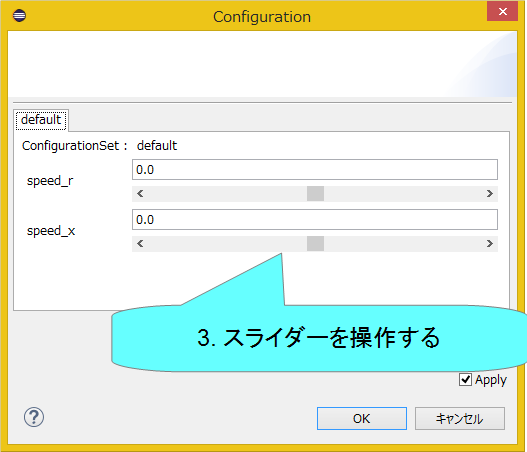 Configuration
default
ConfigurationSet : default
speed_r
0.0
speed_x
0.0
3. スライダーを操作する
Apply
OK
キャンセル